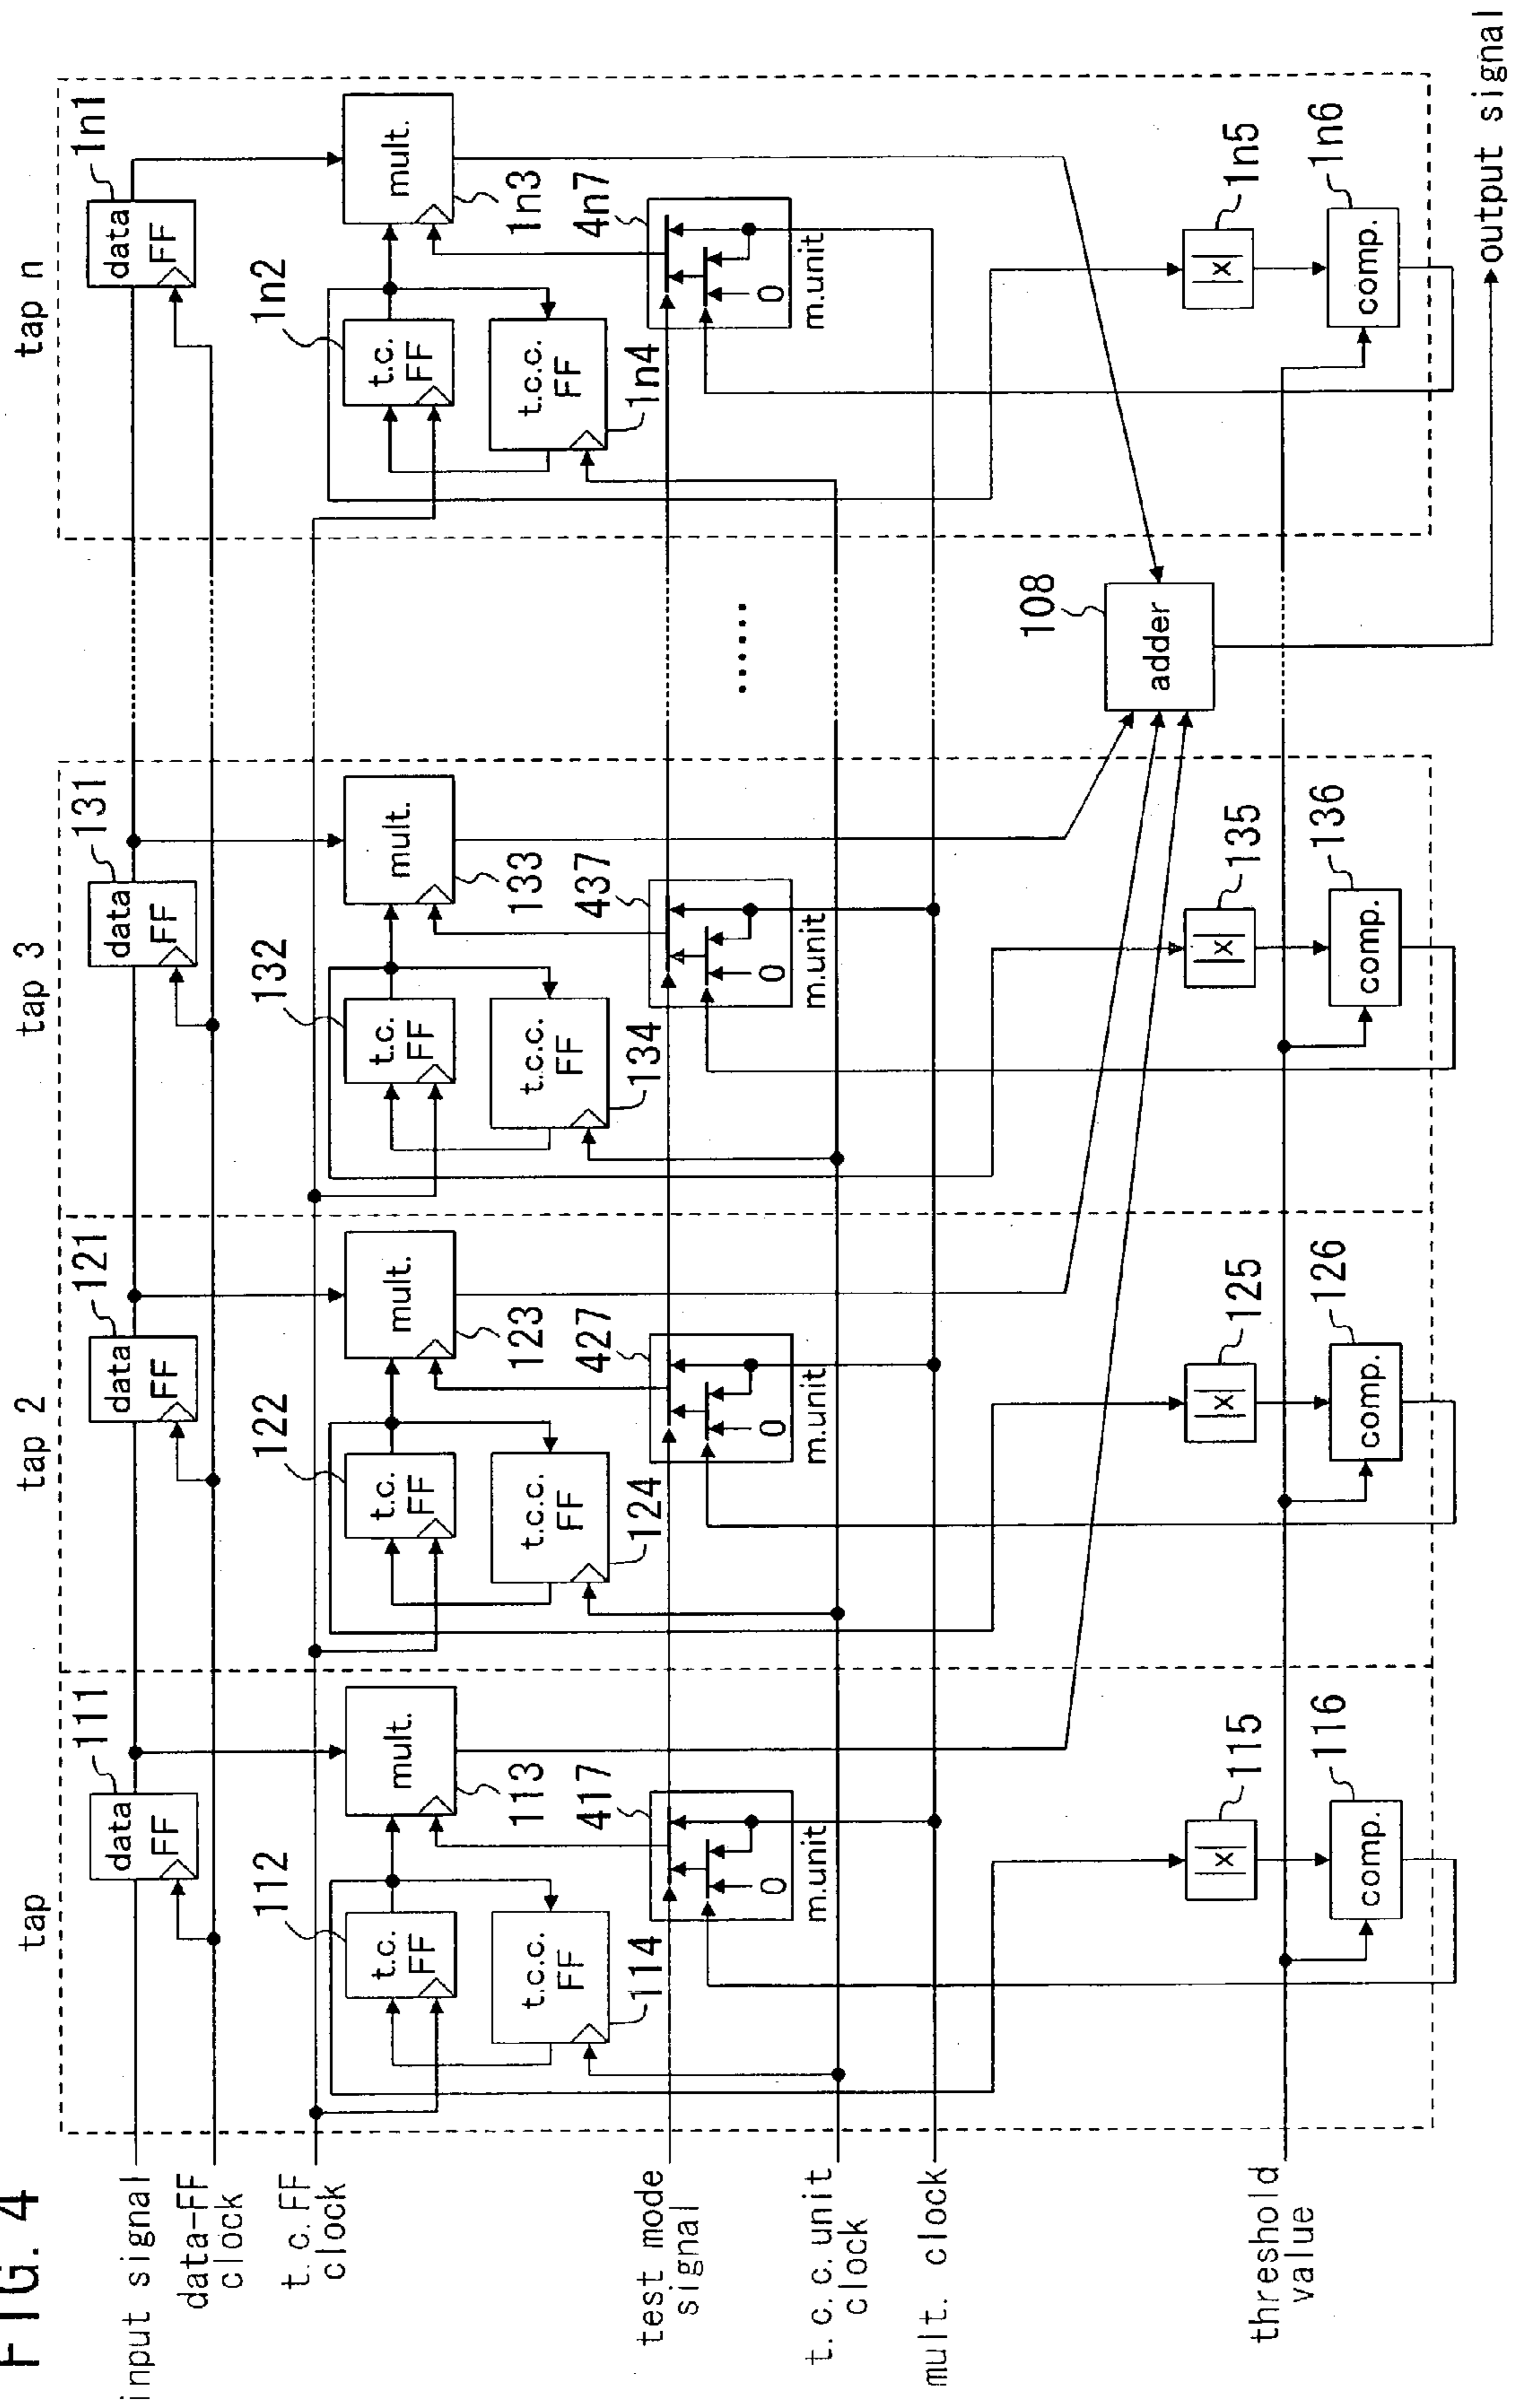 FIG. 4
tap
tap 2
tap 3
tap n
input signal
data-FF
clock
t.c.FF
clock
test mode
signal
t.c.c.unit
clock
mult. clock
threshold
value
111
data
FF
112
t.c.
FF
mult.
113
t.c.c.
FF
114
417
0
m.unit
|x|
115
comp.
116
121
data
FF
122
t.c.
FF
mult.
123
t.c.c.
FF
124
427
0
m.unit
|x|
125
comp.
126
131
data
FF
132
t.c.
FF
mult.
133
t.c.c.
FF
134
437
0
m.unit
|x|
135
comp.
136
......
108
adder
1n1
data
FF
1n2
t.c.
FF
mult.
1n3
t.c.c.
FF
1n4
4n7
0
m.unit
|x|
1n5
comp.
1n6
output signal